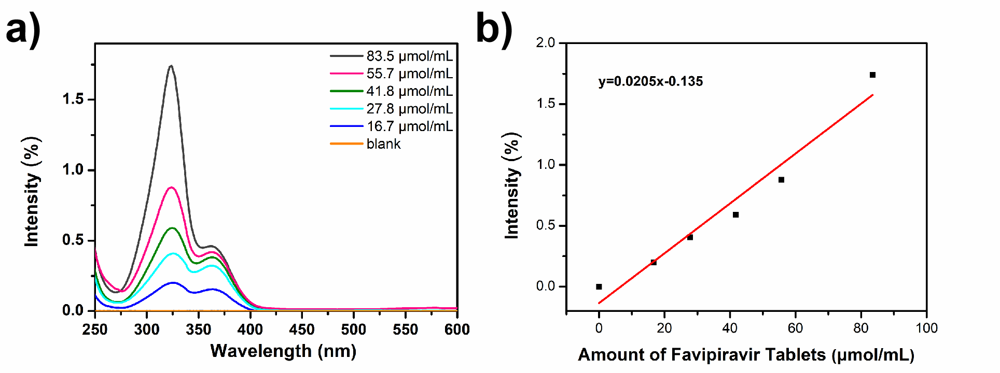 a)
83.5 μmol/mL
55.7 μmol/mL
41.8 μmol/mL
27.8 μmol/mL
16.7 μmol/mL
blank
1.5
1.0
0.5
0.0
Intensity (%)
250 300 350 400 450 500 550 600
Wavelength (nm)
b)
y=0.0205x-0.135
2.0
1.5
1.0
0.5
0.0
Intensity (%)
0 20 40 60 80 100
Amount of Favipiravir Tablets (μmol/mL)